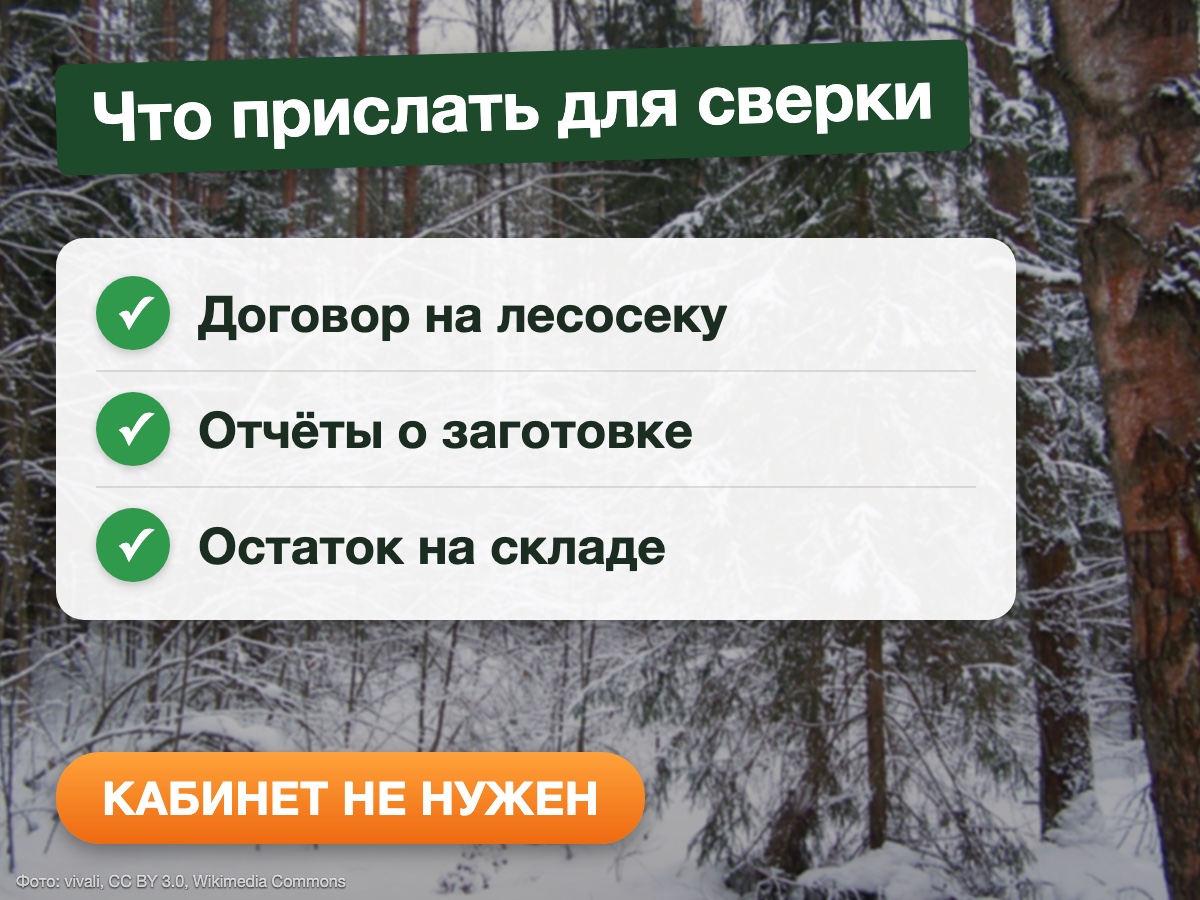 Что прислать для сверки
Договор на лесосеку
Отчёты о заготовке
Остаток на складе
КАБИНЕТ НЕ НУЖЕН
Фото: vivali, CC BY 3.0, Wikimedia Commons